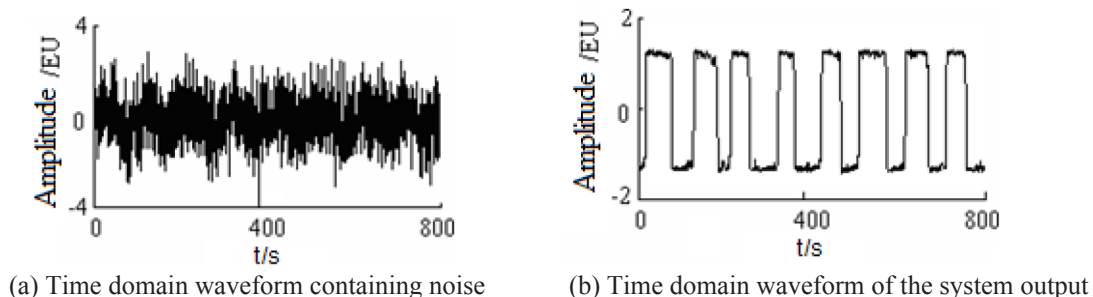 4
0
-4
Amplitude /EU
0
400
800
t/s
(a) Time domain waveform containing noise
2
0
-2
Amplitude /EU
0
400
800
t/s
(b) Time domain waveform of the system output